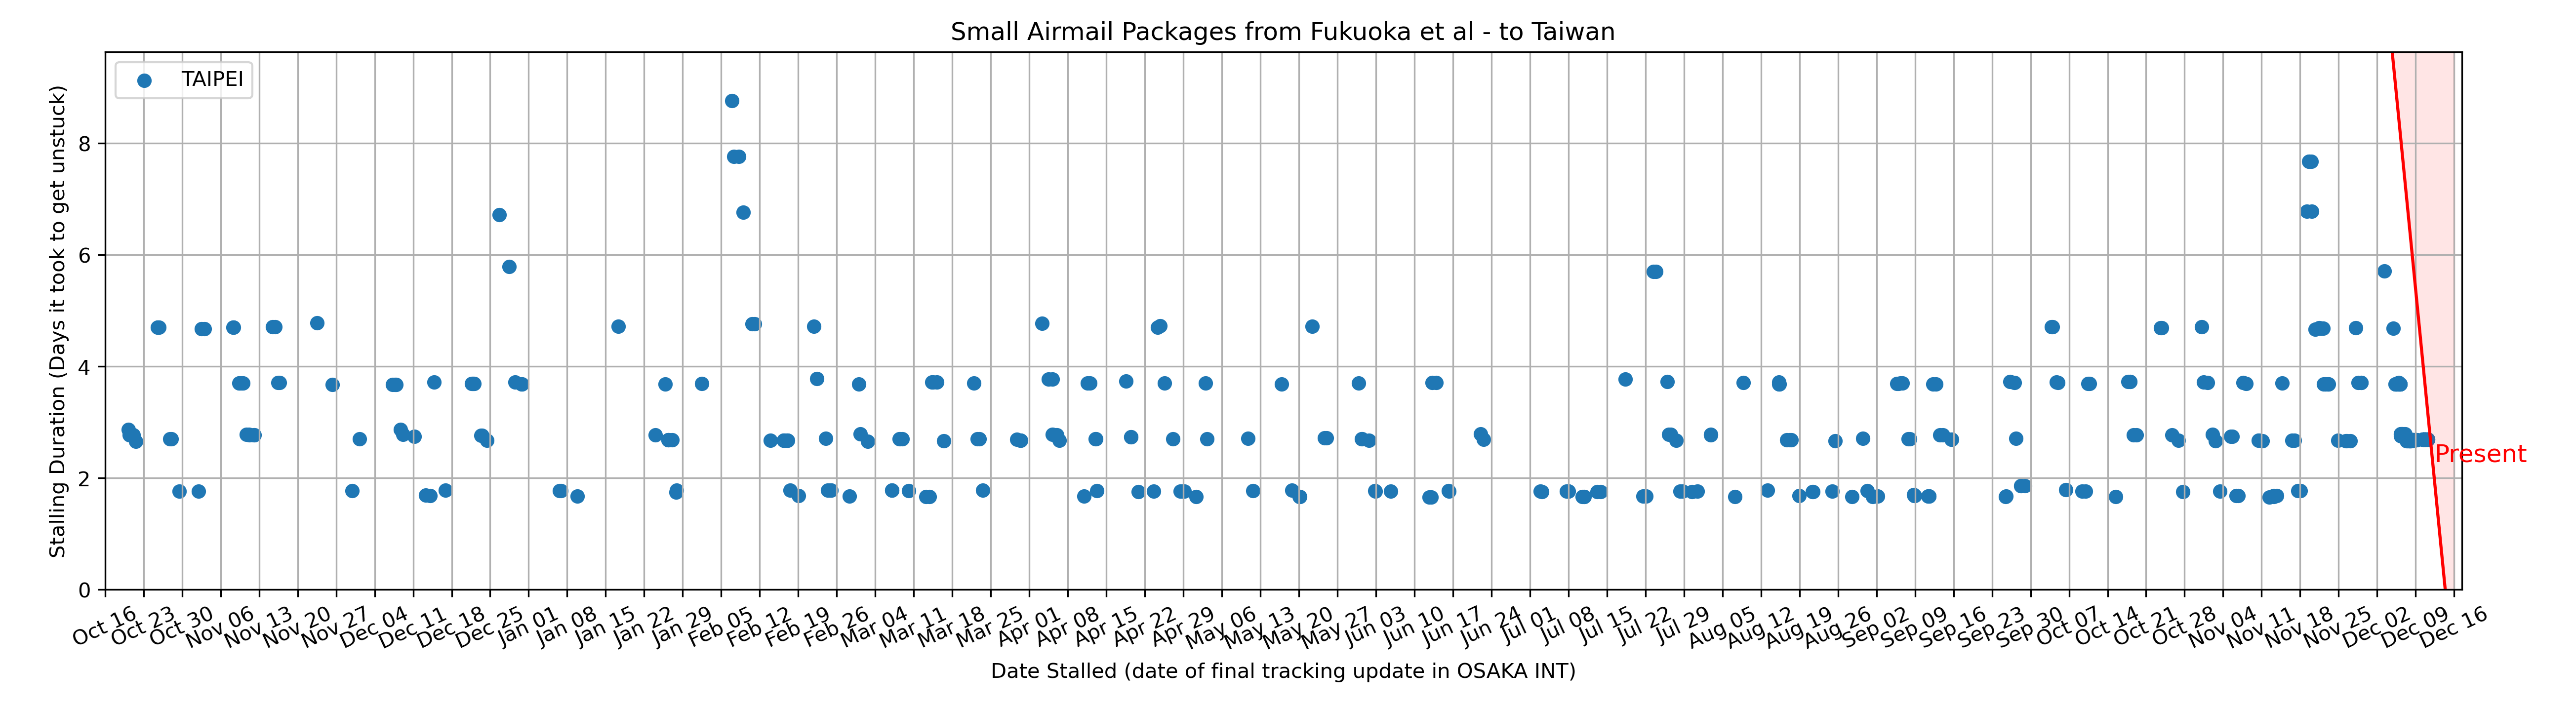 Small Airmail Packages from Fukuoka et al - to Taiwan
TAIPEI
Stalling Duration (Days it took to get unstuck)
8
6
4
2
0
Present
Oct 16
Oct 23
Oct 30
Nov 06
Nov 13
Nov 20
Nov 27
Dec 04
Dec 11
Dec 18
Dec 25
Jan 01
Jan 08
Jan 15
Jan 22
Jan 29
Feb 05
Feb 12
Feb 19
Feb 26
Mar 04
Mar 11
Mar 18
Mar 25
Apr 01
Apr 08
Apr 15
Apr 22
Apr 29
May 06
May 13
May 20
May 27
Jun 03
Jun 10
Jun 17
Jun 24
Jul 01
Jul 08
Jul 15
Jul 22
Jul 29
Aug 05
Aug 12
Aug 19
Aug 26
Sep 02
Sep 09
Sep 16
Sep 23
Sep 30
Oct 07
Oct 14
Oct 21
Oct 28
Nov 04
Nov 11
Nov 18
Nov 25
Dec 02
Dec 09
Dec 16
Date Stalled (date of final tracking update in OSAKA INT)